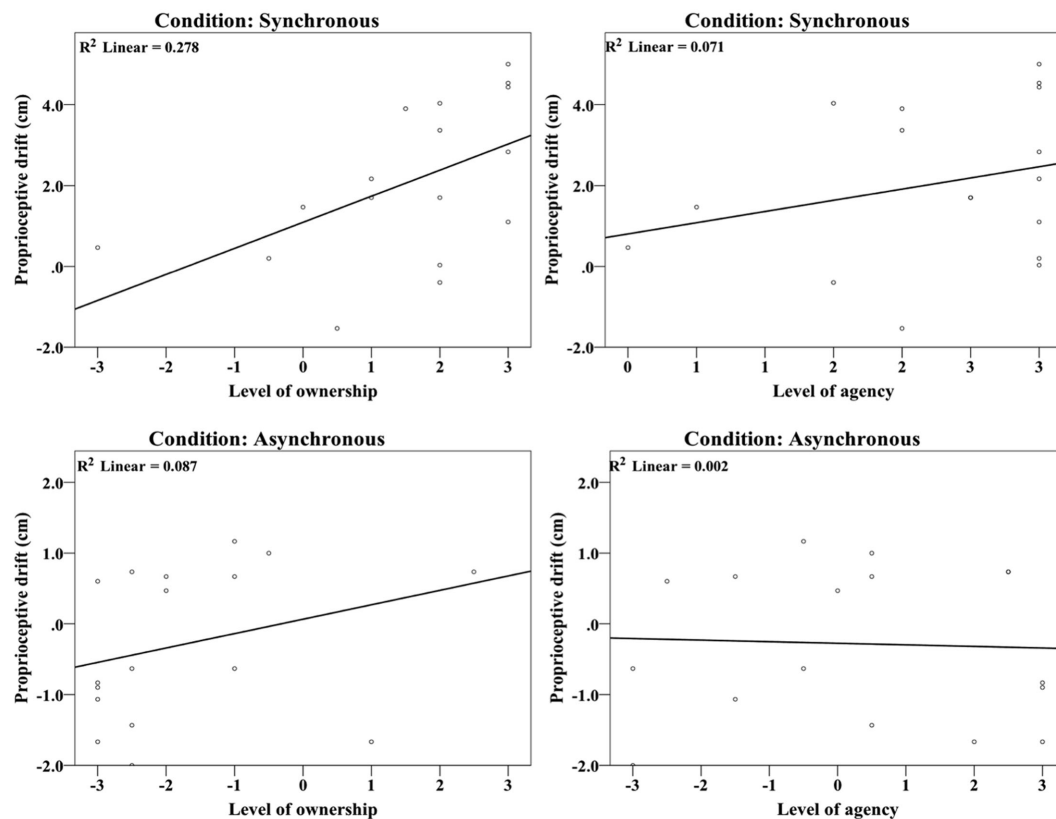 Condition: Synchronous
R² Linear = 0.278
Proprioceptive drift (cm)
4.0
2.0
.0
-2.0
-3 -2 -1 0 1 2 3
Level of ownership
Condition: Synchronous
R² Linear = 0.071
Proprioceptive drift (cm)
4.0
2.0
.0
-2.0
0 1 1 2 2 3 3
Level of agency
Condition: Asynchronous
R² Linear = 0.087
Proprioceptive drift (cm)
2.0
1.0
.0
-1.0
-2.0
-3 -2 -1 0 1 2 3
Level of ownership
Condition: Asynchronous
R² Linear = 0.002
Proprioceptive drift (cm)
2.0
1.0
.0
-1.0
-2.0
-3 -2 -1 0 1 2 3
Level of agency